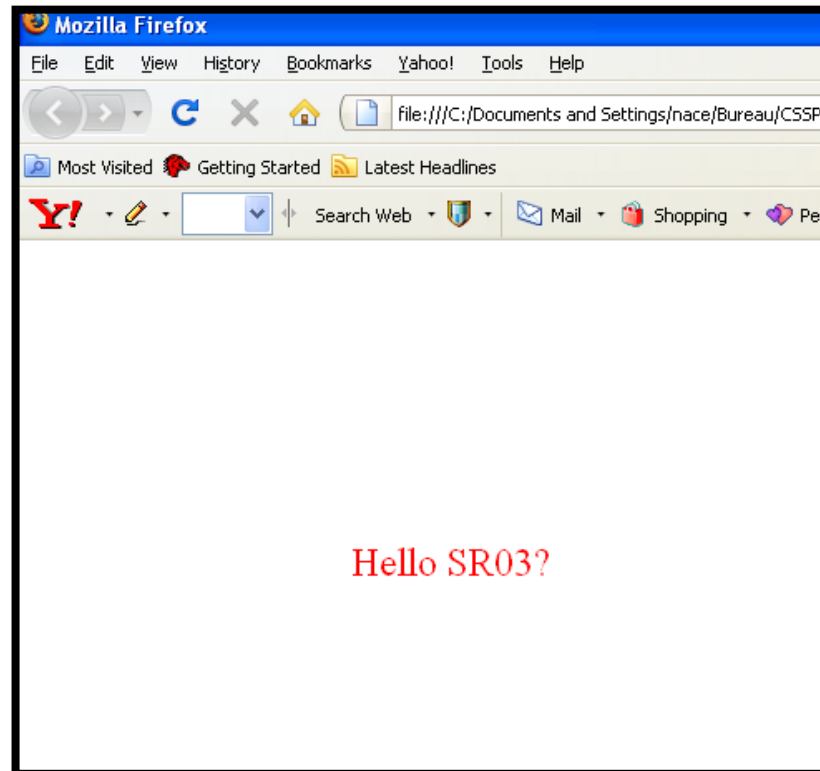 Mozilla Firefox
File Edit View History Bookmarks Yahoo! Tools Help
file:///C:/Documents and Settings/nace/Bureau/CSSP
Most Visited Getting Started Latest Headlines
Y! Search Web Mail Shopping Pe
Hello SR03?